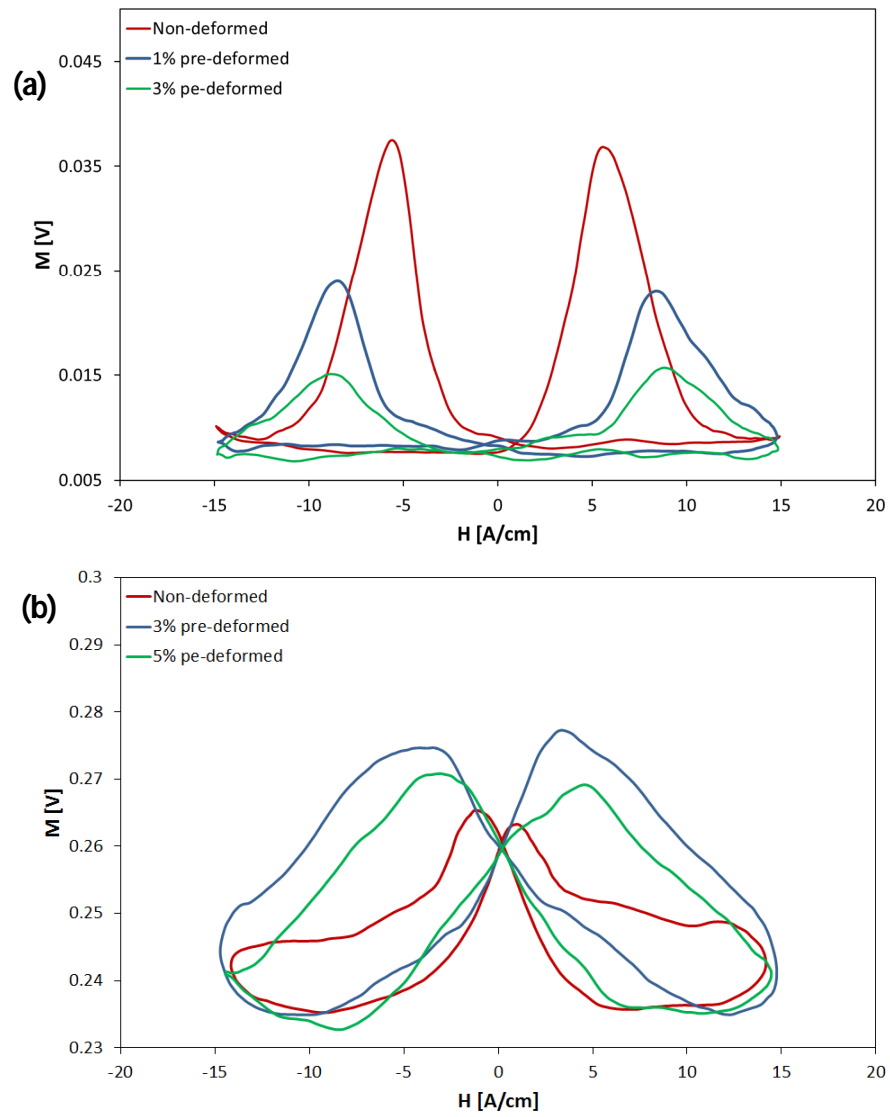 (a)
Non-deformed
1% pre-deformed
3% pe-deformed
0.045
0.035
0.025
0.015
0.005
M [V]
-20 -15 -10 -5 0 5 10 15 20
H [A/cm]
(b)
Non-deformed
3% pre-deformed
5% pe-deformed
0.3
0.29
0.28
0.27
0.26
0.25
0.24
0.23
M [V]
-20 -15 -10 -5 0 5 10 15 20
H [A/cm]